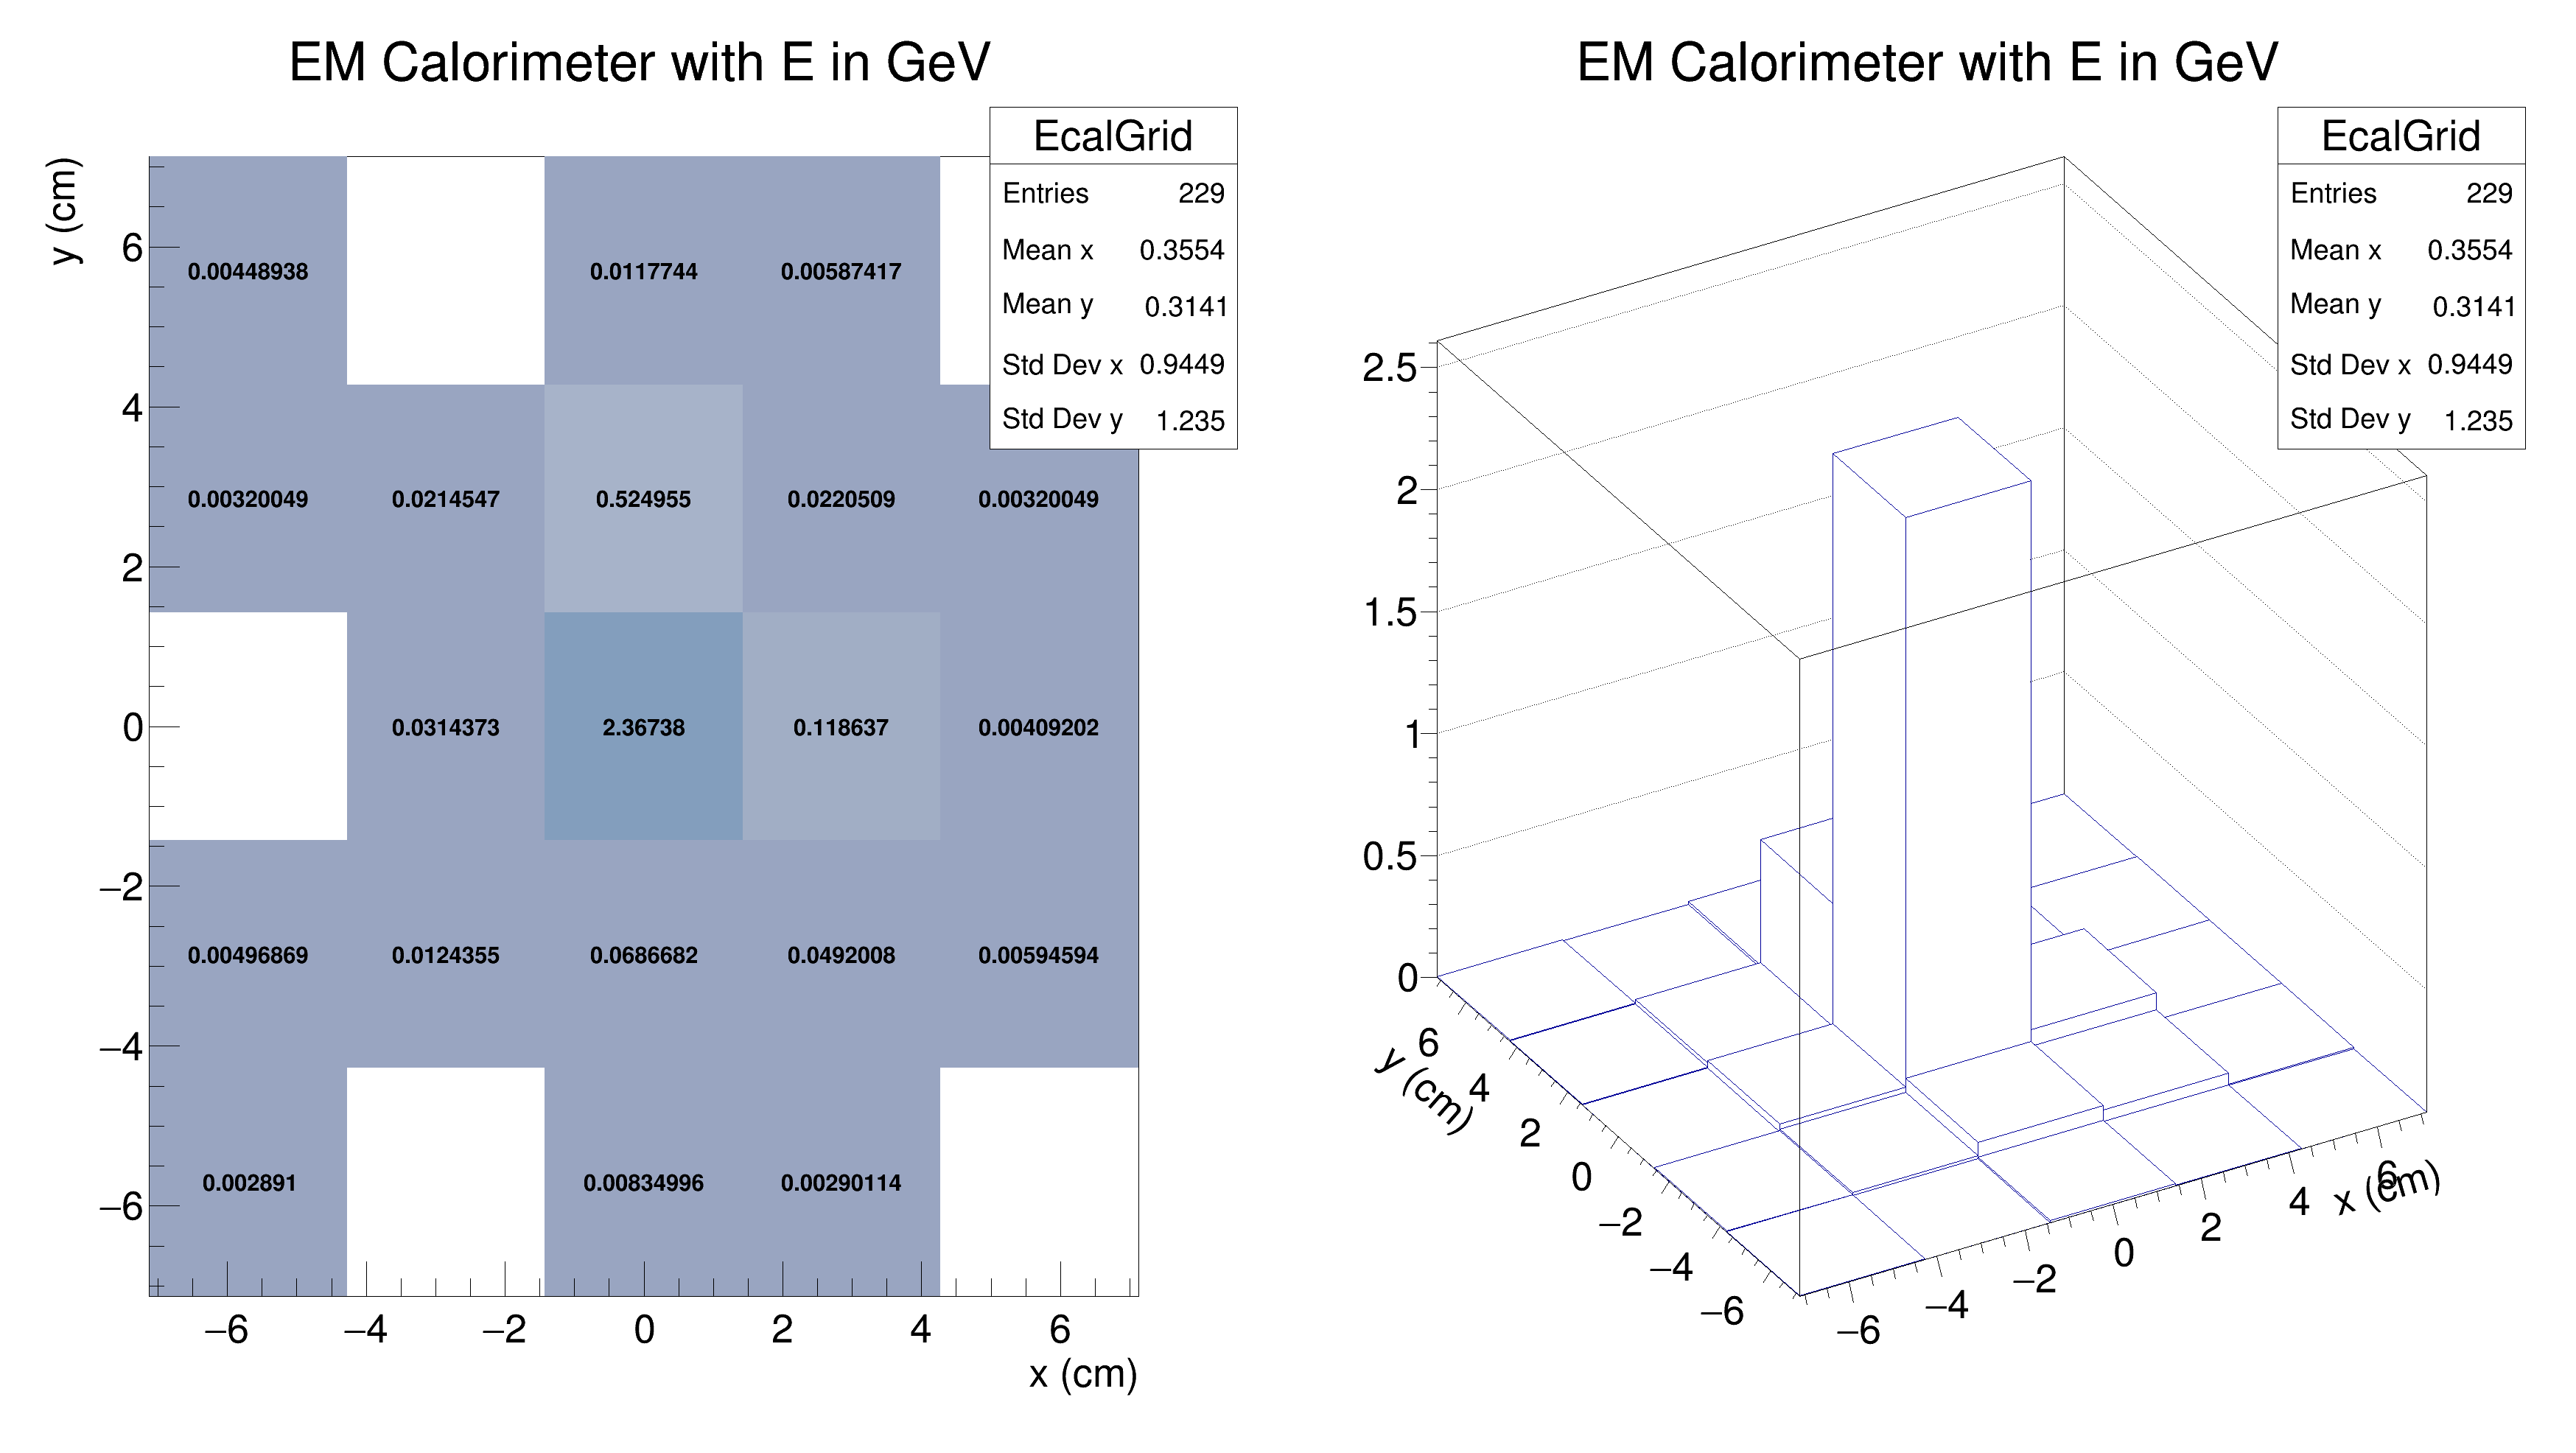 EM Calorimeter with E in GeV
EcalGrid
Entries 229
Mean x 0.3554
Mean y 0.3141
Std Dev x 0.9449
Std Dev y 1.235
y (cm)
6
4
2
0
−2
−4
−6
0.00448938 0.0117744 0.00587417
0.00320049 0.0214547 0.524955 0.0220509 0.00320049
0.0314373 2.36738 0.118637 0.00409202
0.00496869 0.0124355 0.0686682 0.0492008 0.00594594
0.002891 0.00834996 0.00290114
−6 −4 −2 0 2 4 6
x (cm)
EM Calorimeter with E in GeV
EcalGrid
Entries 229
Mean x 0.3554
Mean y 0.3141
Std Dev x 0.9449
Std Dev y 1.235
2.5
2
1.5
1
0.5
0
6
4
2
0
−2
−4
−6
y (cm)
−6
−4
−2
0
2
4
6
x (cm)